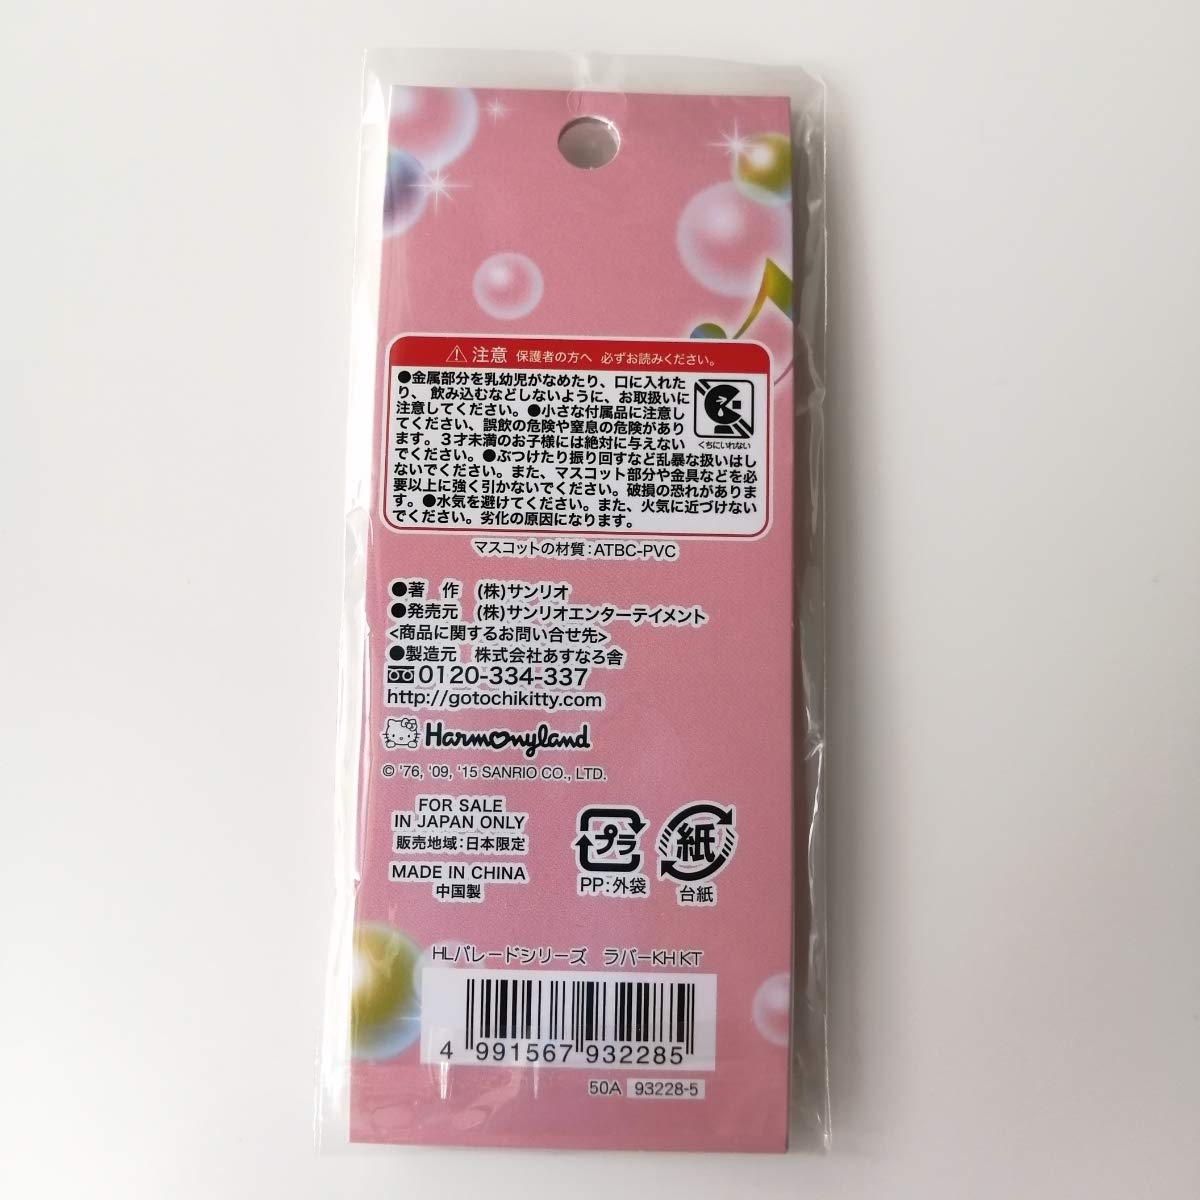 ⚠注意 保護者の方へ 必ずお読みください。
●金属部分を乳幼児がなめたり、口に入れた
り、飲み込むなどしないように、お取扱いに
注意してください。●小さな付属品に注意し
てください、誤飲の危険や窒息の危険があり
ます。3才未満のお子様には絶対に与えない
でください。●ぶつけたり振り回すなど乱暴な扱いはし
ないでください。また、マスコット部分や金具などを必
要以上に強く引かないでください。破損の恐れがありま
す。●水気を避けてください。また、火気に近づけない
でください。劣化の原因になります。
くちにいれない
マスコットの材質:ATBC-PVC
●著 作 (株)サンリオ
●発売元 (株)サンリオエンターテイメント
<商品に関するお問い合せ先>
●製造元 株式会社あすなろ舎
0120-334-337
http://gotochikitty.com
Harmonyland
© '76, '09, '15 SANRIO CO., LTD.
FOR SALE
IN JAPAN ONLY
販売地域:日本限定
MADE IN CHINA
中国製
プラ
PP:外袋
紙
台紙
HLパレードシリーズ ラバーKH KT
4 991567 932285
50A 93228-5